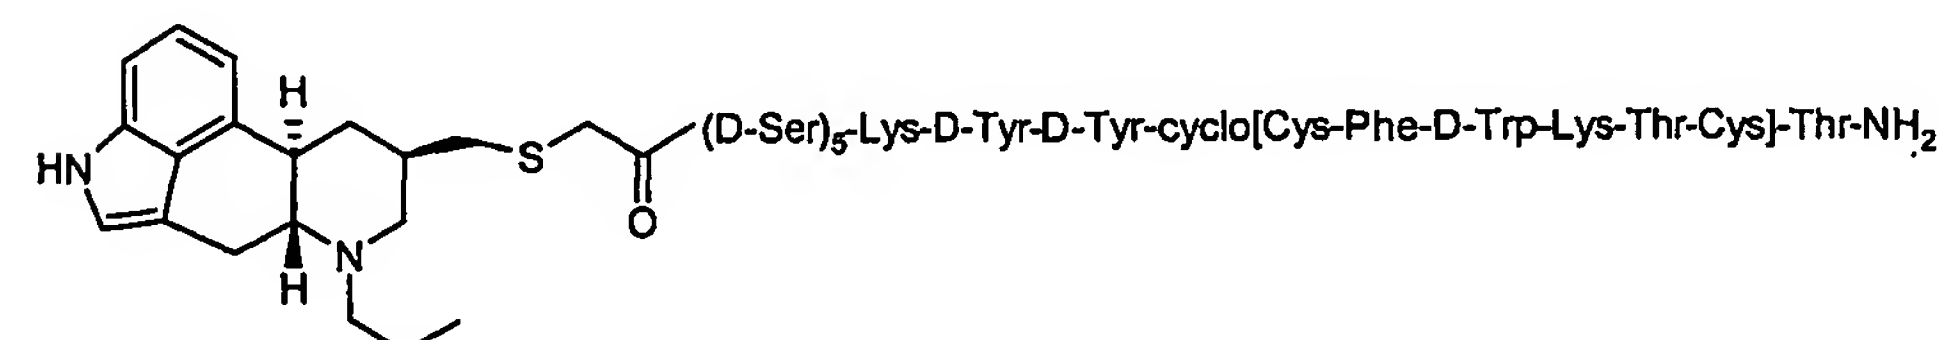 H
(D-Ser)5-Lys-D-Tyr-D-Tyr-cyclo[Cys-Phe-D-Trp-Lys-Thr-Cys]-Thr-NH2
HN
S
O
N
H